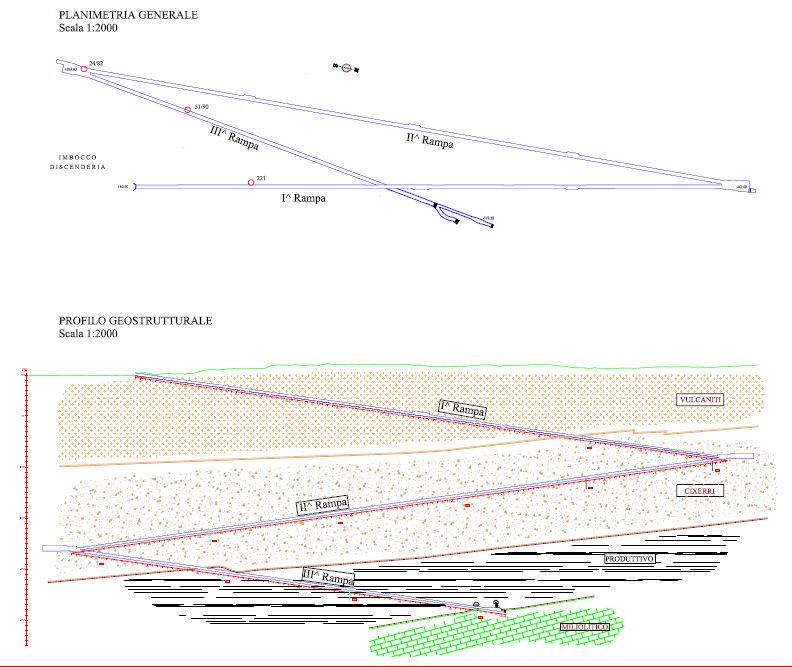 PLANIMETRIA GENERALE
Scala 1:2000
24/82
51/90
III^ Rampa
II^ Rampa
IMBOCCO
DISCENDERIA
221
I^ Rampa
PROFILO GEOSTRUTTURALE
Scala 1:2000
I^ Rampa
VULCANITI
CIXERRI
II^ Rampa
PRODUTTIVO
III^ Rampa
MILIOLITICO